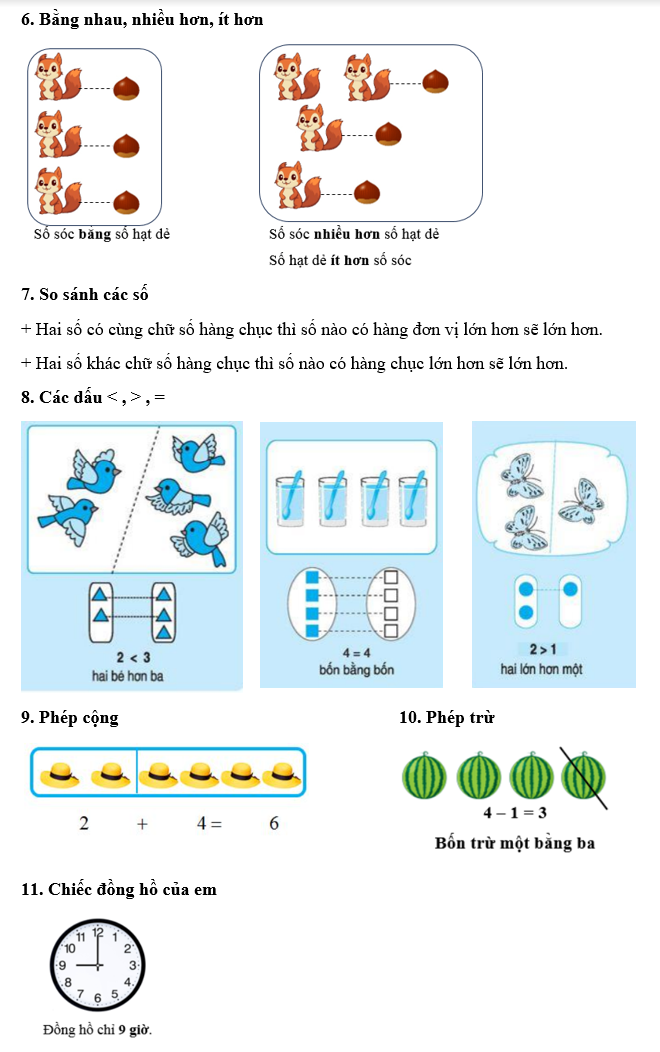 6. Bằng nhau, nhiều hơn, ít hơn
Số sóc bằng số hạt dẻ
Số sóc nhiều hơn số hạt dẻ
Số hạt dẻ ít hơn số sóc
7. So sánh các số
+ Hai số có cùng chữ số hàng chục thì số nào có hàng đơn vị lớn hơn sẽ lớn hơn.
+ Hai số khác chữ số hàng chục thì số nào có hàng chục lớn hơn sẽ lớn hơn.
8. Các dấu < , > , =
2 < 3
hai bé hơn ba
4 = 4
bốn bằng bốn
2 > 1
hai lớn hơn một
9. Phép cộng
2 + 4 = 6
10. Phép trừ
4 – 1 = 3
Bốn trừ một bằng ba
11. Chiếc đồng hồ của em
12
1
2
3
4
5
6
7
8
9
10
11
Đồng hồ chỉ 9 giờ.